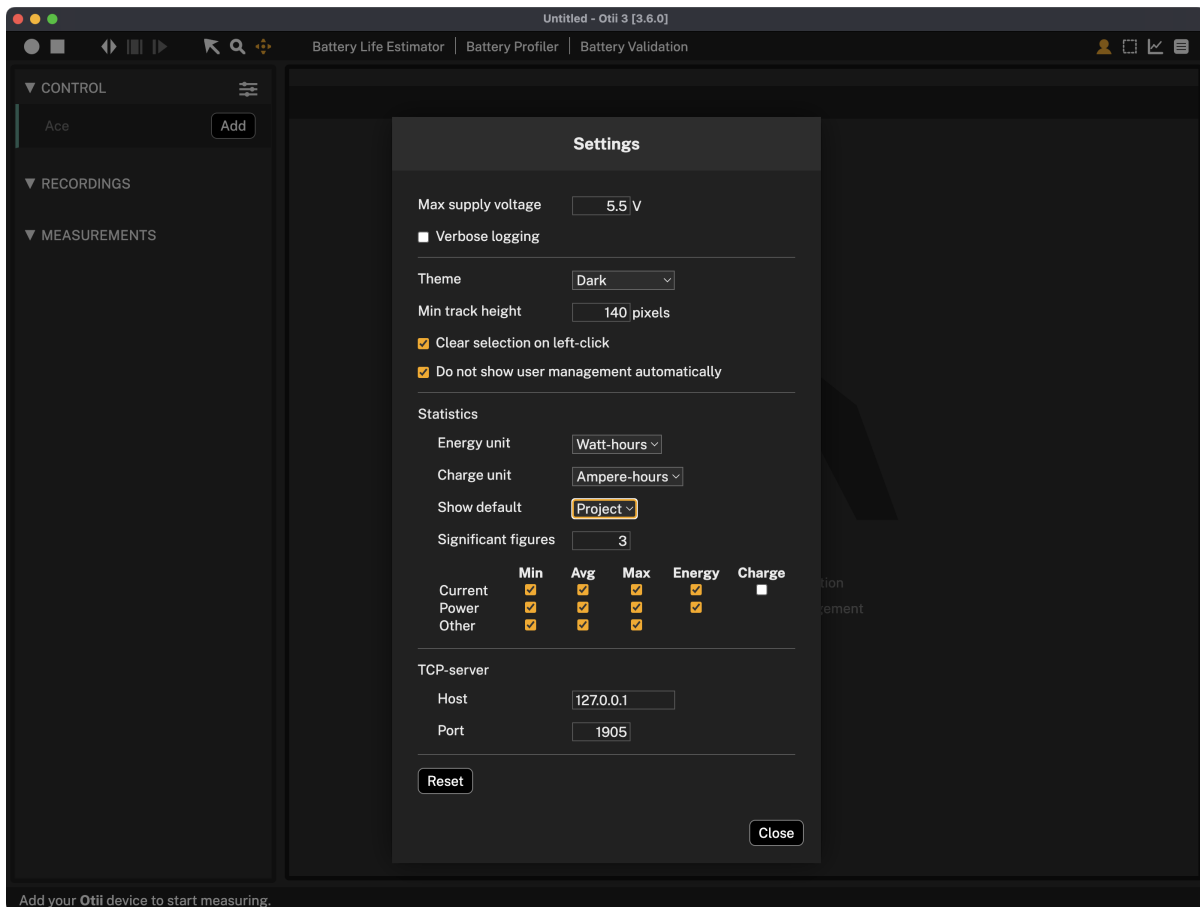 Untitled - Otii 3 [3.6.0]
Battery Life Estimator Battery Profiler Battery Validation
▼ CONTROL
Ace Add
▼ RECORDINGS
▼ MEASUREMENTS
Settings
Max supply voltage 5.5 V
Verbose logging
Theme Dark
Min track height 140 pixels
Clear selection on left-click
Do not show user management automatically
Statistics
Energy unit Watt-hours
Charge unit Ampere-hours
Show default Project
Significant figures 3
Min Avg Max Energy Charge
Current
Power
Other
TCP-server
Host 127.0.0.1
Port 1905
Reset
Close
Add your Otii device to start measuring.